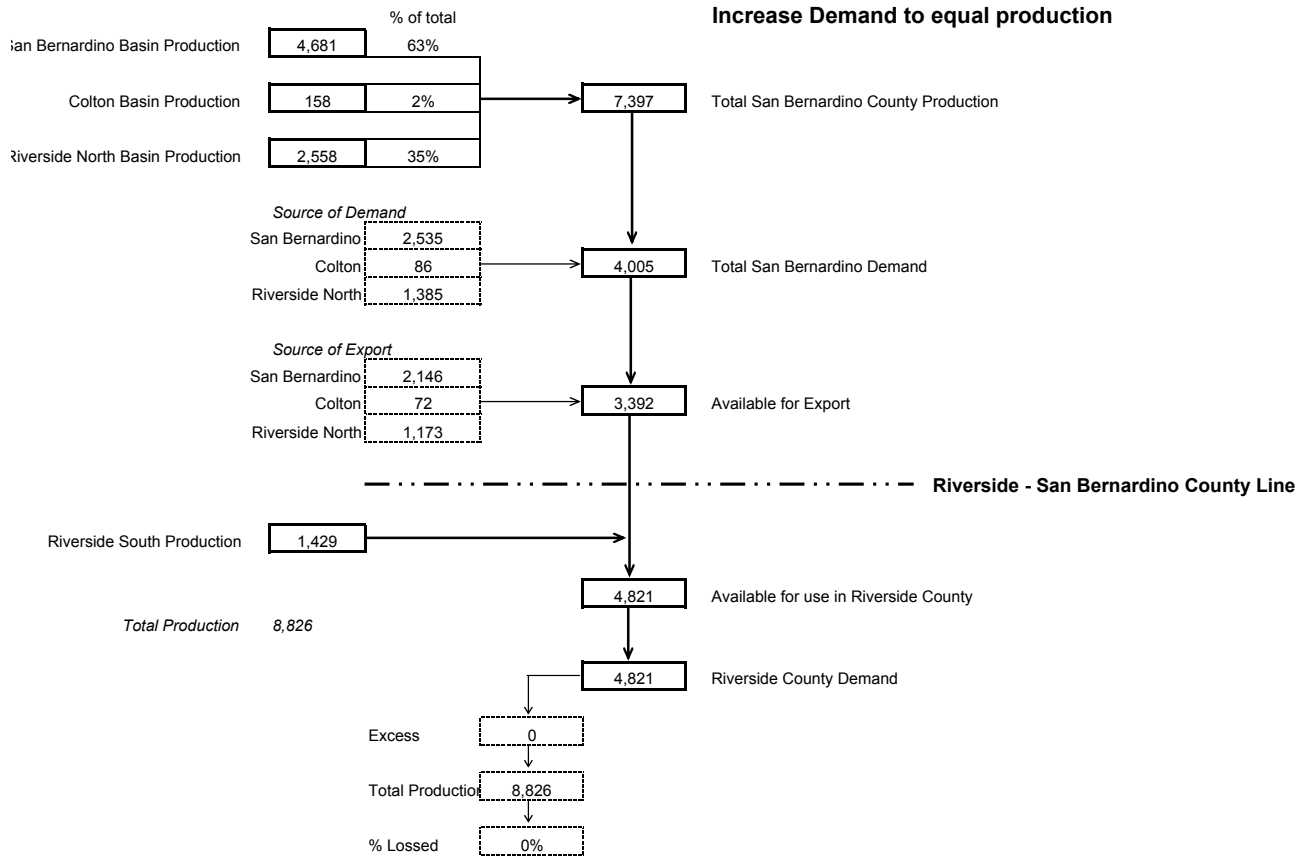 % of total
Increase Demand to equal production
San Bernardino Basin Production 4,681 63%
Colton Basin Production 158 2% 7,397 Total San Bernardino County Production
Riverside North Basin Production 2,558 35%
Source of Demand
San Bernardino 2,535
Colton 86 4,005 Total San Bernardino Demand
Riverside North 1,385
Source of Export
San Bernardino 2,146
Colton 72 3,392 Available for Export
Riverside North 1,173
Riverside - San Bernardino County Line
Riverside South Production 1,429
4,821 Available for use in Riverside County
Total Production 8,826
4,821 Riverside County Demand
Excess 0
Total Production 8,826
% Lossed 0%